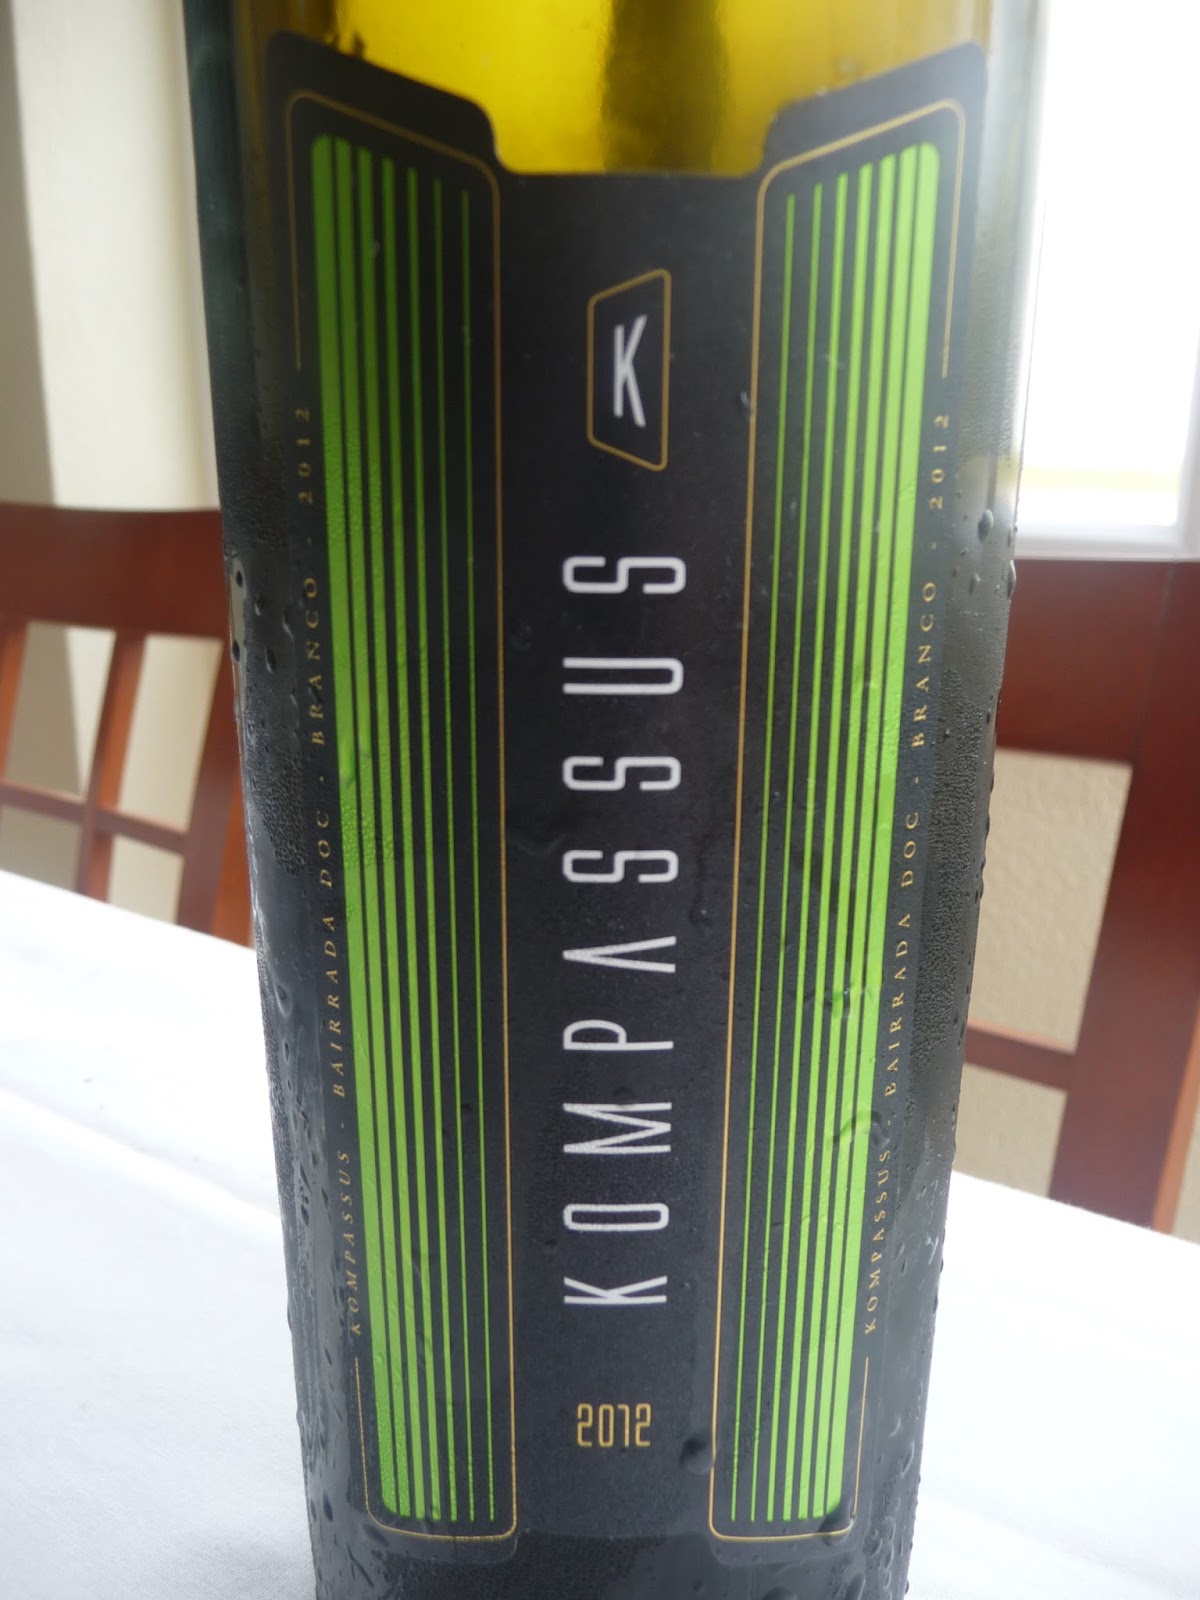 K
KOMPASSUS
2012
KOMPASSUS · BAIRRADA DOC · BRANCO · 2012
KOMPASSUS · BAIRRADA DOC · BRANCO · 2012